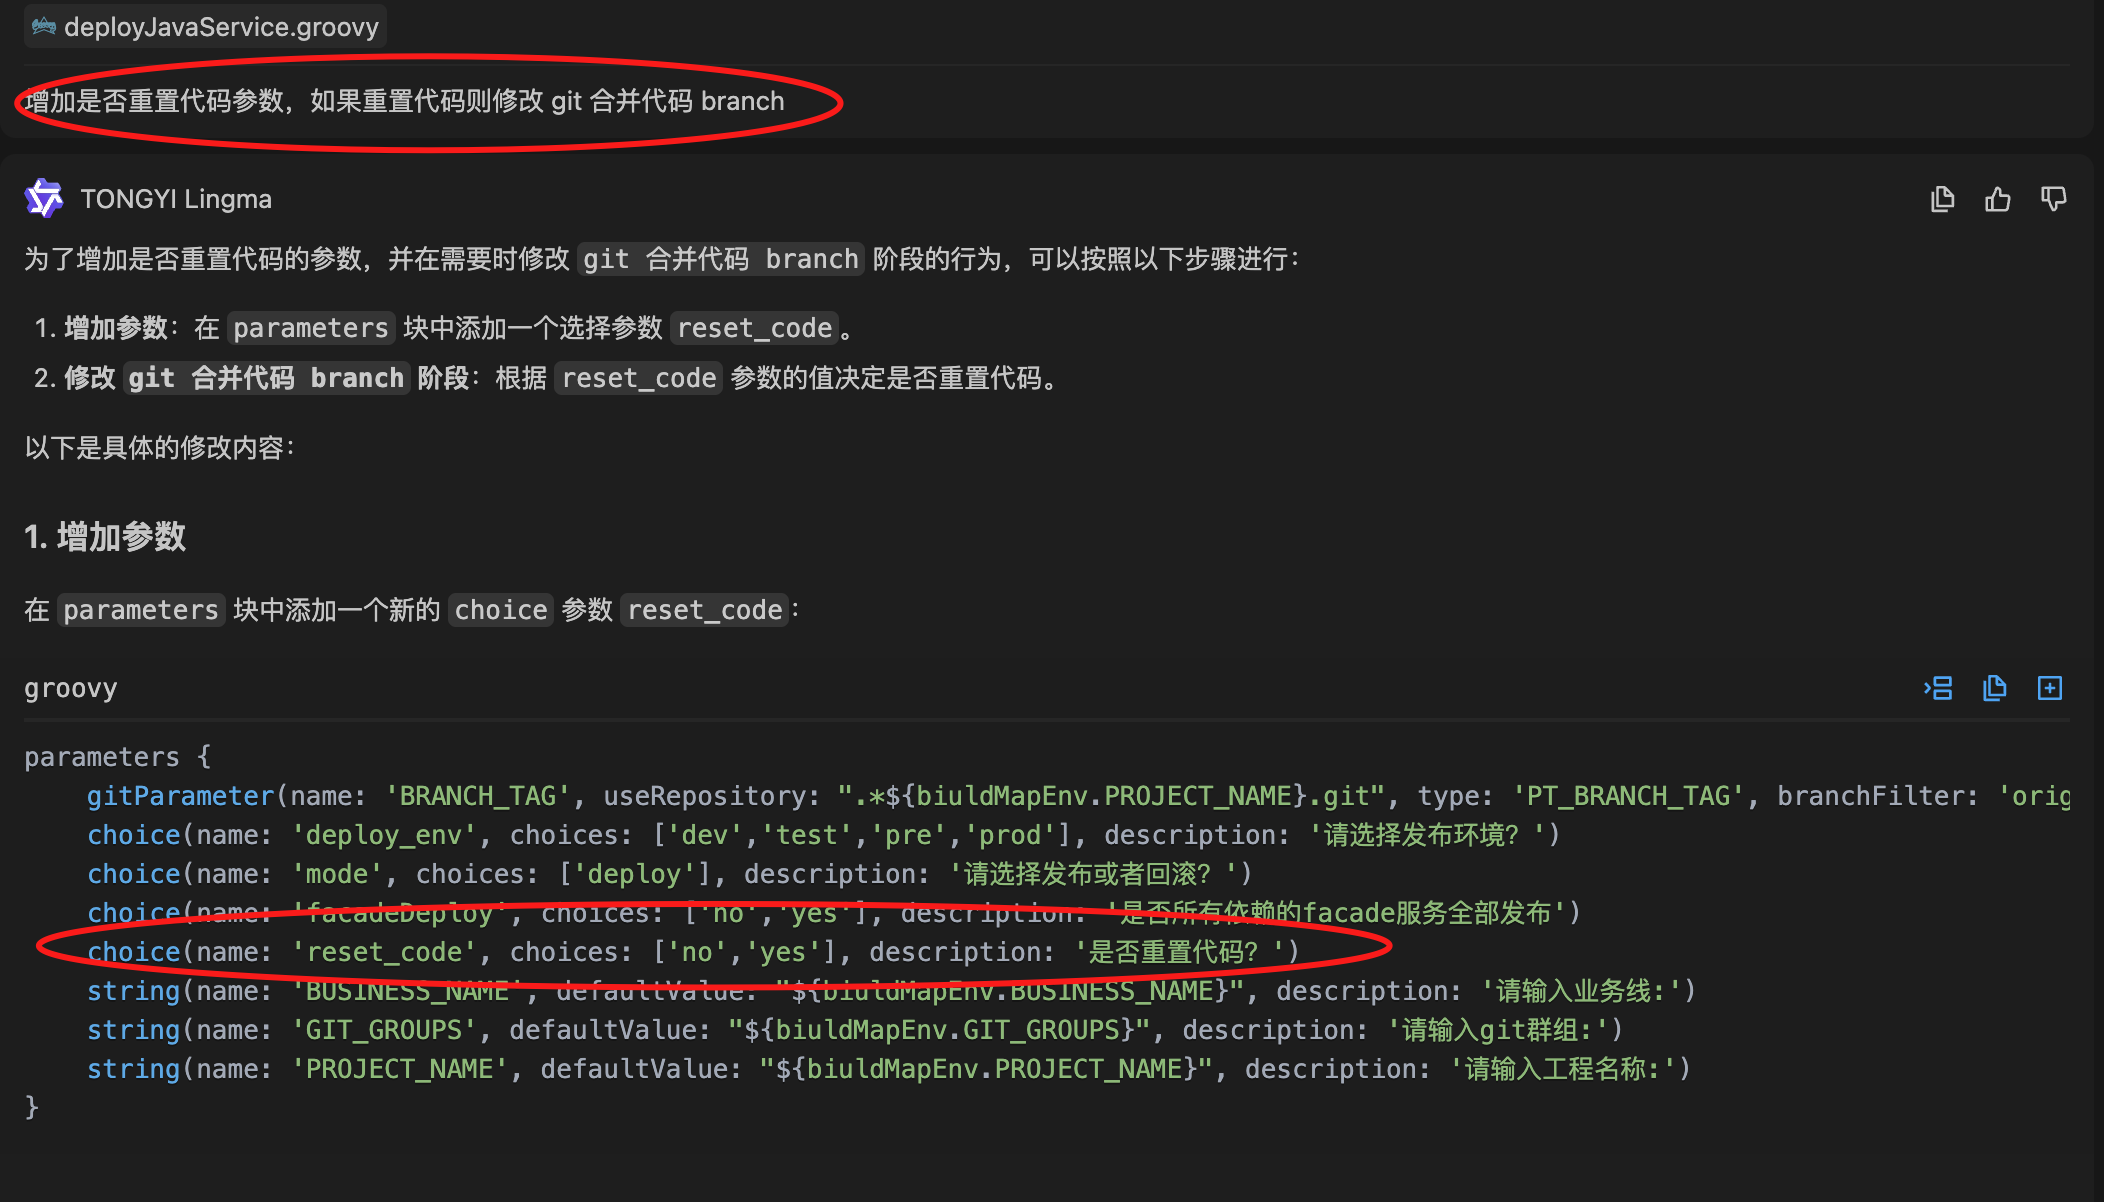 deployJavaService.groovy
增加是否重置代码参数，如果重置代码则修改 git 合并代码 branch
TONGYI Lingma
为了增加是否重置代码的参数，并在需要时修改 git 合并代码 branch 阶段的行为，可以按照以下步骤进行：
1. 增加参数：在 parameters 块中添加一个选择参数 reset_code 。
2. 修改 git 合并代码 branch 阶段：根据 reset_code 参数的值决定是否重置代码。
以下是具体的修改内容：
1. 增加参数
在 parameters 块中添加一个新的 choice 参数 reset_code ：
groovy
parameters {
    gitParameter(name: 'BRANCH_TAG', useRepository: ".*${biuldMapEnv.PROJECT_NAME}.git", type: 'PT_BRANCH_TAG', branchFilter: 'orig
    choice(name: 'deploy_env', choices: ['dev','test','pre','prod'], description: '请选择发布环境？')
    choice(name: 'mode', choices: ['deploy'], description: '请选择发布或者回滚？')
    choice(name: 'facadeDeploy', choices: ['no','yes'], description: '是否所有依赖的facade服务全部发布')
    choice(name: 'reset_code', choices: ['no','yes'], description: '是否重置代码？')
    string(name: 'BUSINESS_NAME', defaultValue: "${biuldMapEnv.BUSINESS_NAME}", description: '请输入业务线:')
    string(name: 'GIT_GROUPS', defaultValue: "${biuldMapEnv.GIT_GROUPS}", description: '请输入git群组:')
    string(name: 'PROJECT_NAME', defaultValue: "${biuldMapEnv.PROJECT_NAME}", description: '请输入工程名称:')
}